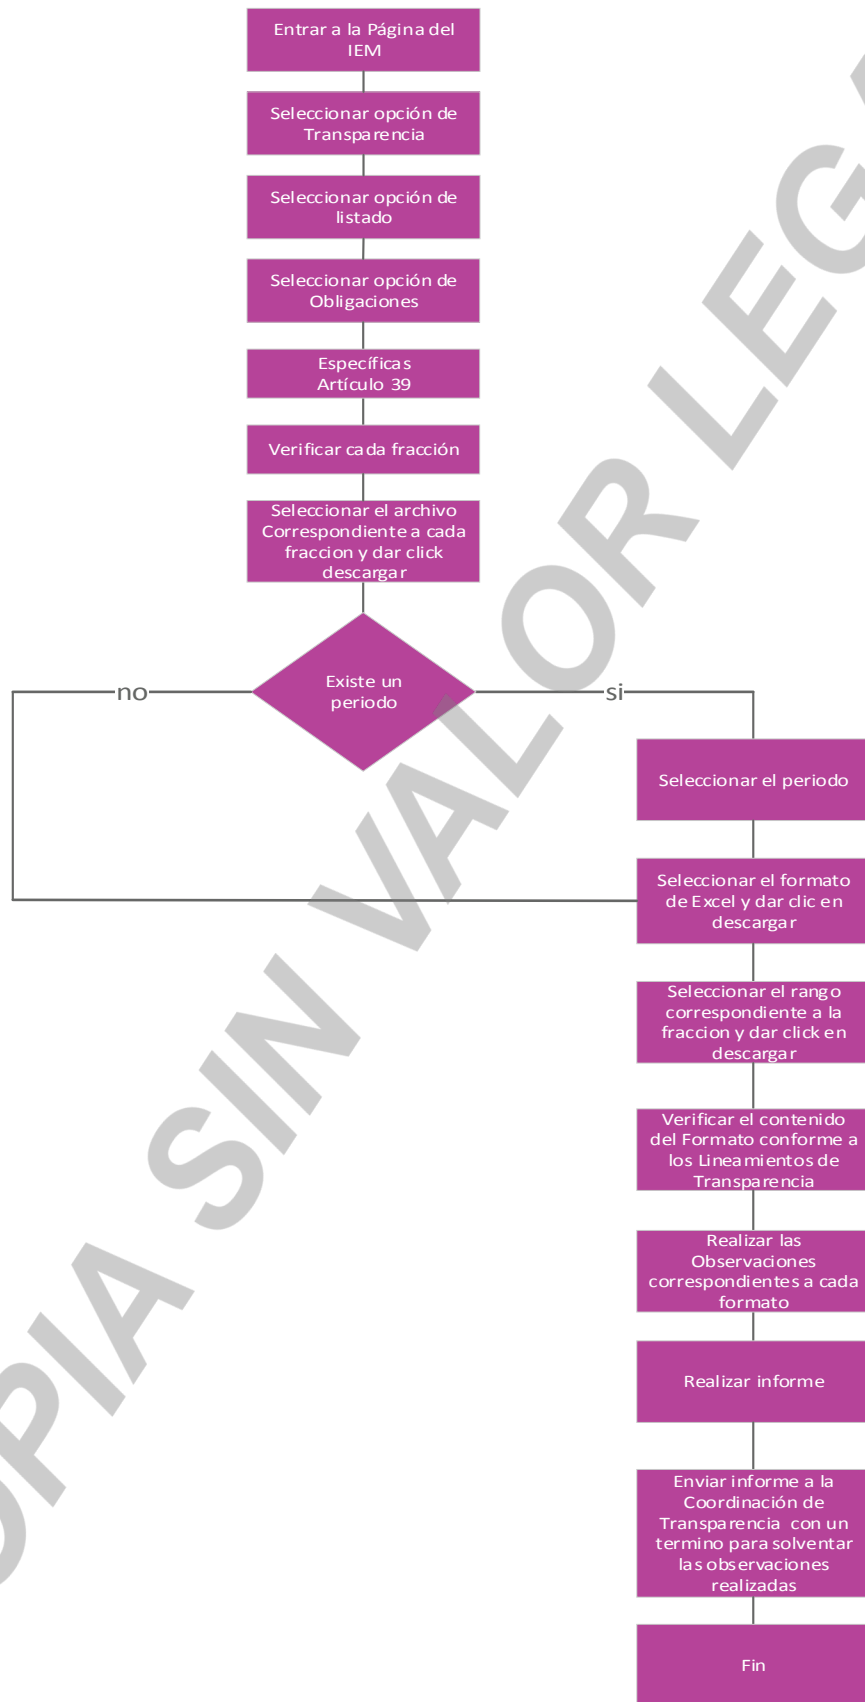 Entrar a la Página del
IEM
Seleccionar opción de
Transparencia
Seleccionar opción de
listado
Seleccionar opción de
Obligaciones
Específicas
Artículo 39
Verificar cada fracción
Seleccionar el archivo
Correspondiente a cada
fraccion y dar click
descargar
Existe un
periodo
no
si
Seleccionar el periodo
Seleccionar el formato
de Excel y dar clic en
descargar
Seleccionar el rango
correspondiente a la
fraccion y dar click en
descargar
Verificar el contenido
del Formato conforme a
los Lineamientos de
Transparencia
Realizar las
Observaciones
correspondientes a cada
formato
Realizar informe
Enviar informe a la
Coordinación de
Transparencia con un
termino para solventar
las observaciones
realizadas
Fin
OPIA SIN VALOR LEGA